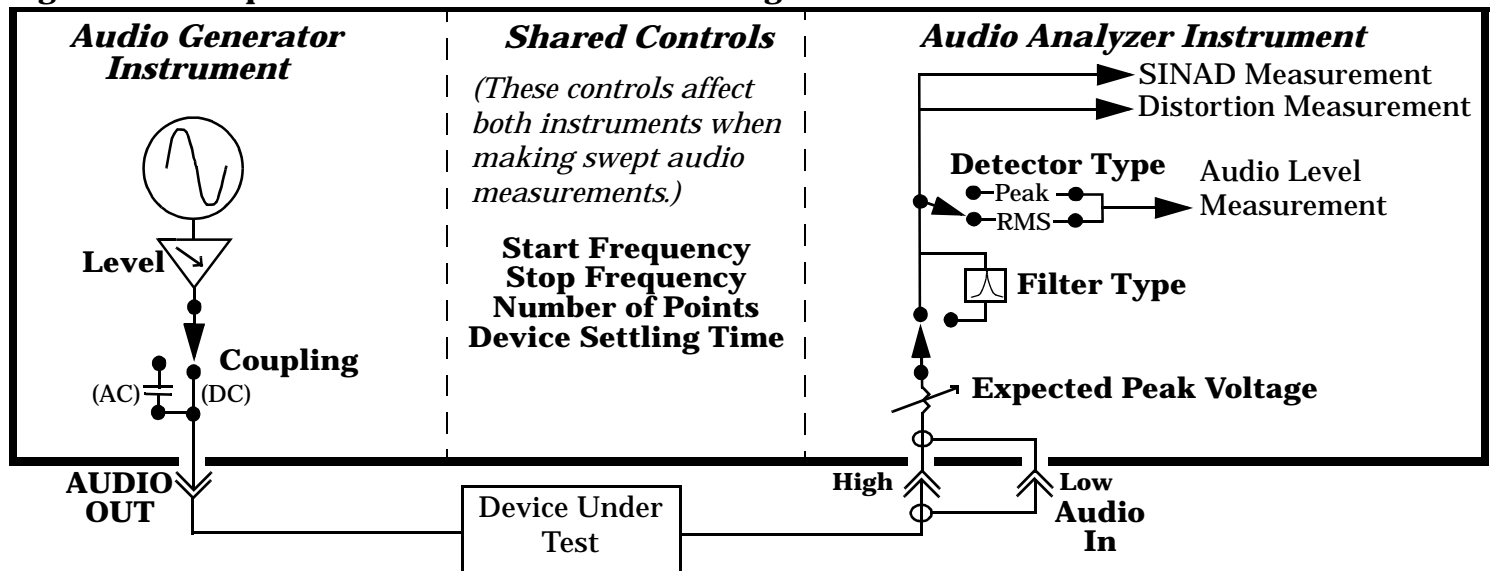 Audio Generator
Instrument
Level
Coupling
(AC)
(DC)
AUDIO
OUT
Shared Controls
(These controls affect
both instruments when
making swept audio
measurements.)
Start Frequency
Stop Frequency
Number of Points
Device Settling Time
Device Under
Test
Audio Analyzer Instrument
SINAD Measurement
Distortion Measurement
Detector Type
Peak
RMS
Audio Level
Measurement
Filter Type
Expected Peak Voltage
High
Low
Audio
In